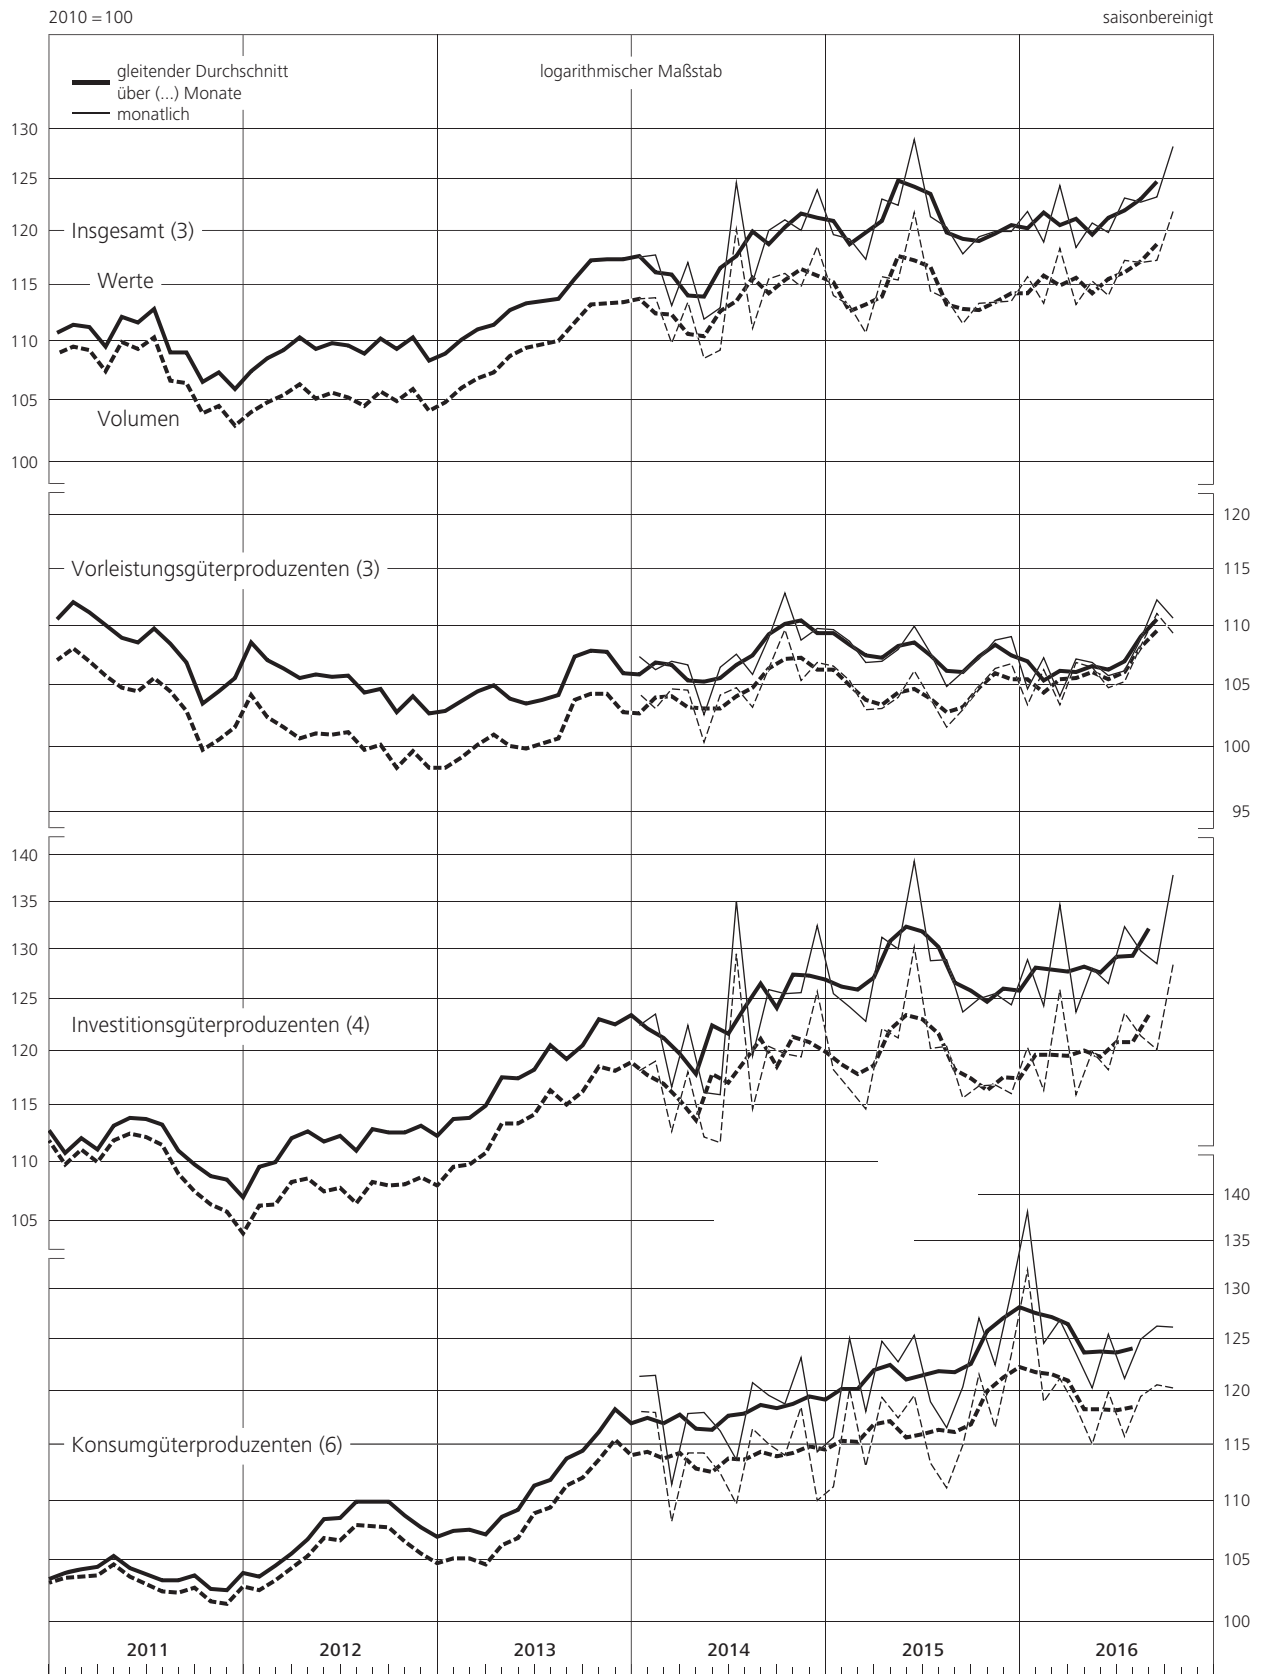 2010 = 100
saisonbereinigt
gleitender Durchschnitt
über (...) Monate
monatlich
logarithmischer Maßstab
130
125
120
115
110
105
100
Insgesamt (3)
Werte
Volumen
120
115
110
105
100
95
Vorleistungsgüterproduzenten (3)
140
135
130
125
120
115
110
105
Investitionsgüterproduzenten (4)
140
135
130
125
120
115
110
105
100
Konsumgüterproduzenten (6)
2011 2012 2013 2014 2015 2016